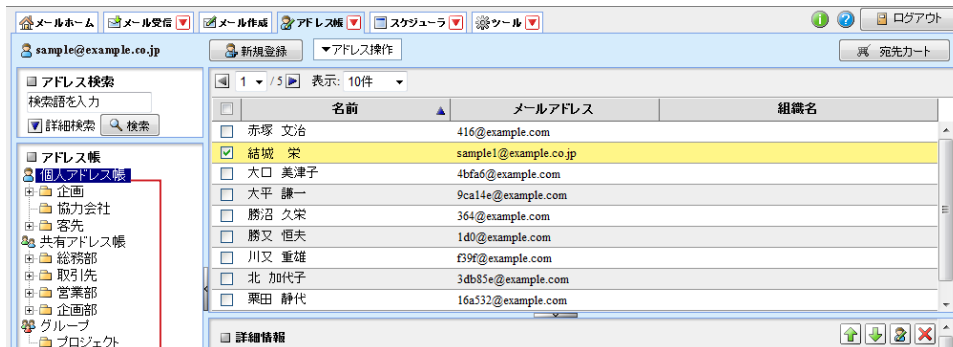 メールホーム メール受信 メール作成 アドレス帳 スケジューラ ツール ログアウト
sample@example.co.jp 新規登録 ▼アドレス操作 宛先カート
アドレス検索
検索語を入力
詳細検索 検索
1 /5 表示: 10件
名前 メールアドレス 組織名
赤塚 文治 416@example.com
結城 栄 sample1@example.co.jp
大口 美津子 4bfa6@example.com
大平 謙一 9ca14e@example.com
勝沼 久栄 364@example.com
勝又 恒夫 1d0@example.com
川又 重雄 f39f@example.com
北 加代子 3db85e@example.com
栗田 静代 16a532@example.com
アドレス帳
個人アドレス帳
企画
協力会社
客先
共有アドレス帳
総務部
取引先
営業部
企画部
グループ
プロジェクト
詳細情報